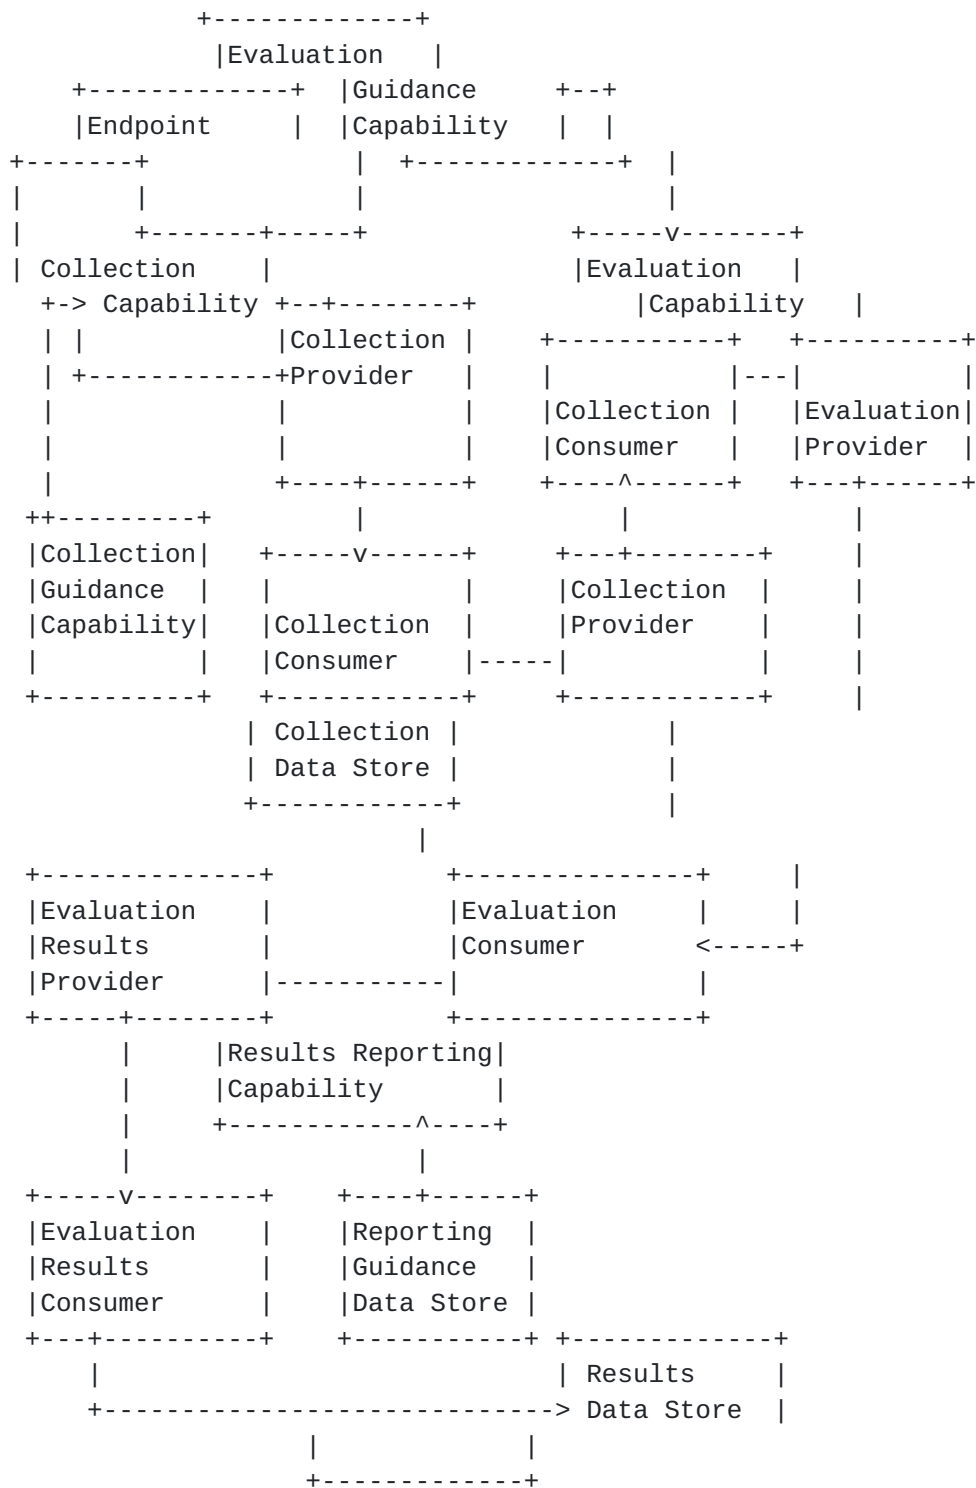 Evaluation
Guidance
Endpoint
Capability
Collection
Evaluation
Capability
Capability
Collection
Provider
Collection
Evaluation
Consumer
Provider
Collection
Collection
Guidance
Collection
Capability
Provider
Collection
Consumer
Collection
Data Store
Evaluation
Evaluation
Results
Consumer
Provider
Results Reporting
Capability
Evaluation
Reporting
Results
Guidance
Consumer
Data Store
Results
Data Store